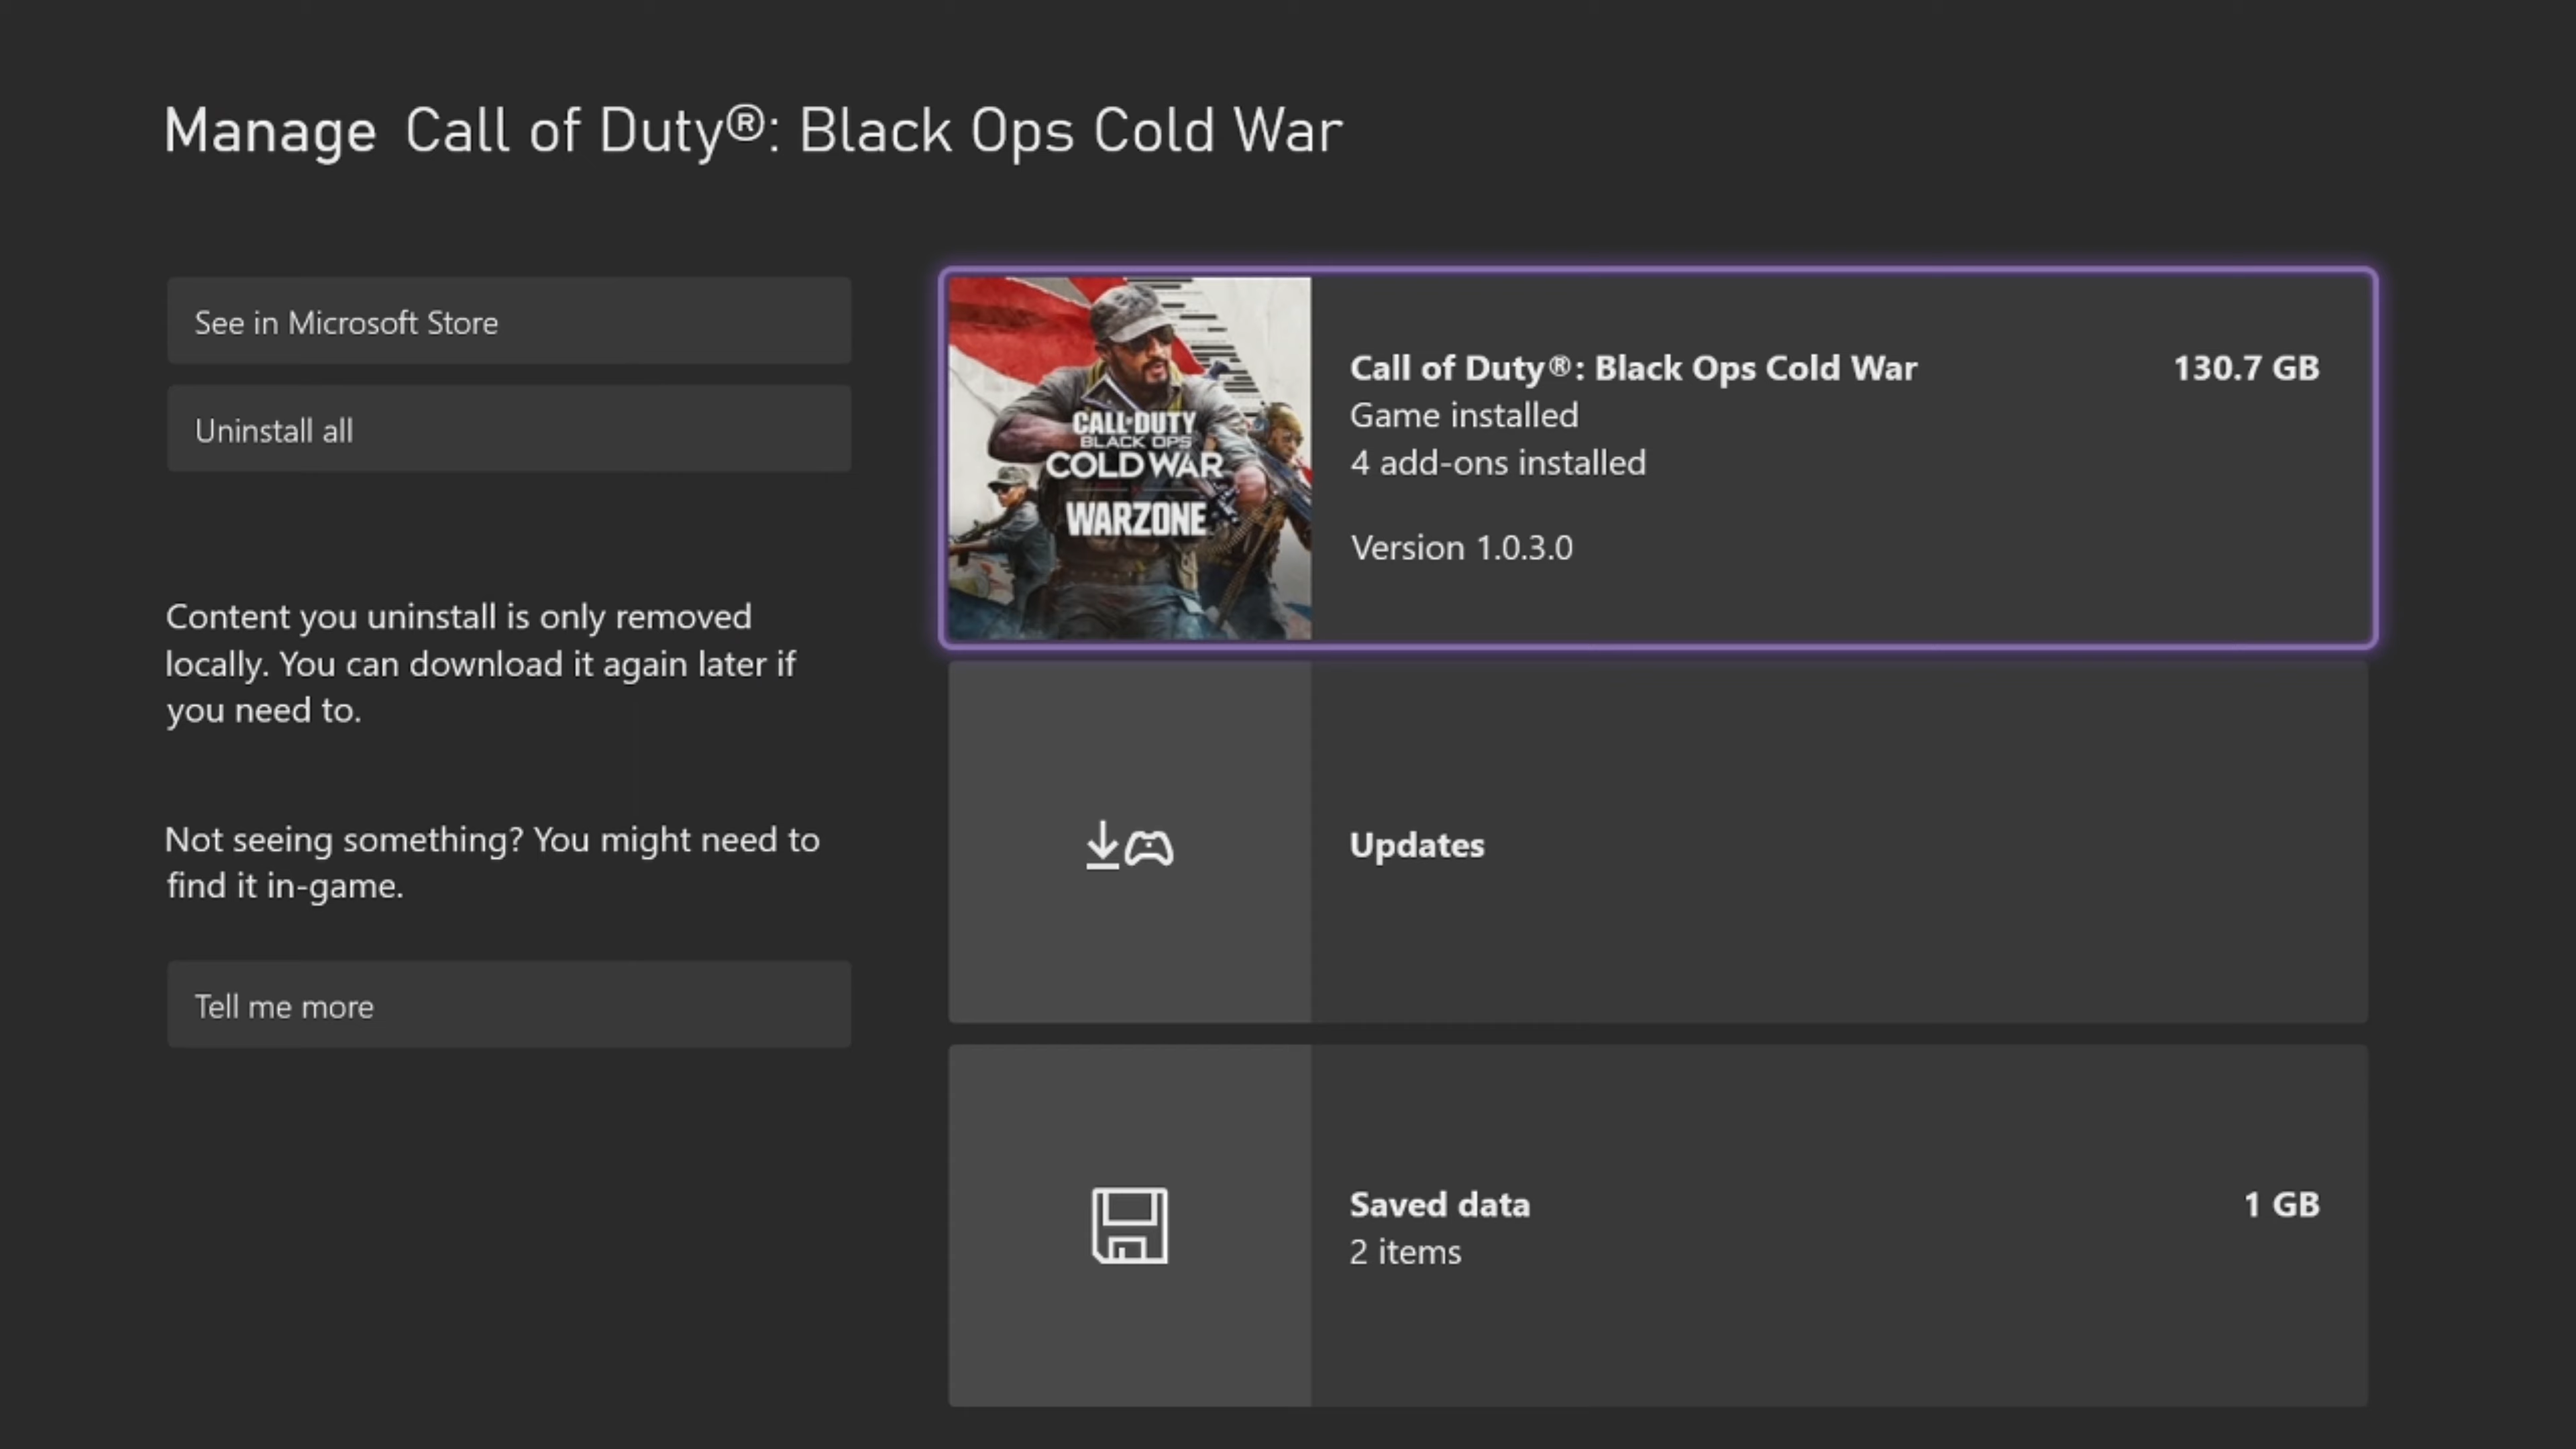 Manage Call of Duty®: Black Ops Cold War
See in Microsoft Store
Uninstall all
Content you uninstall is only removed
locally. You can download it again later if
you need to.
Not seeing something? You might need to
find it in-game.
Tell me more
CALL OF DUTY
BLACK OPS
COLD WAR
WARZONE
Call of Duty®: Black Ops Cold War 130.7 GB
Game installed
4 add-ons installed
Version 1.0.3.0
Updates
Saved data 1 GB
2 items